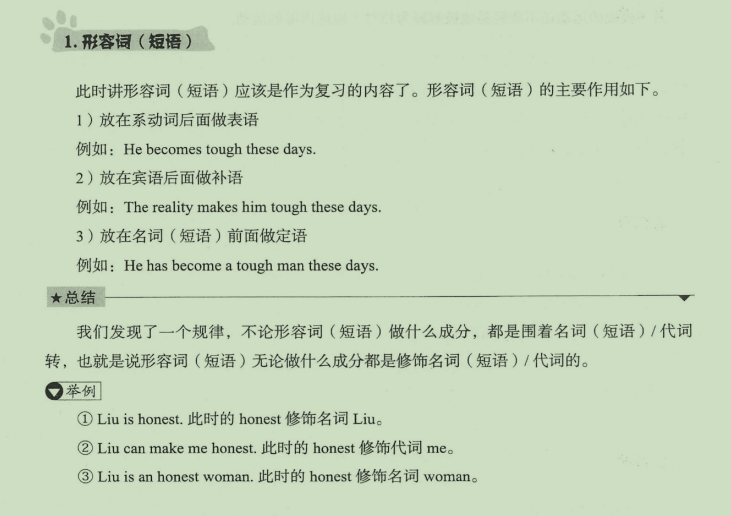 1. 形容词（短语）
此时讲形容词（短语）应该是作为复习的内容了。形容词（短语）的主要作用如下。
1）放在系动词后面做表语
例如：He becomes tough these days.
2）放在宾语后面做补语
例如：The reality makes him tough these days.
3）放在名词（短语）前面做定语
例如：He has become a tough man these days.
★总结
我们发现了一个规律，不论形容词（短语）做什么成分，都是围着名词（短语）/ 代词
转，也就是说形容词（短语）无论做什么成分都是修饰名词（短语）/ 代词的。
举例
① Liu is honest. 此时的 honest 修饰名词 Liu。
② Liu can make me honest. 此时的 honest 修饰代词 me。
③ Liu is an honest woman. 此时的 honest 修饰名词 woman。